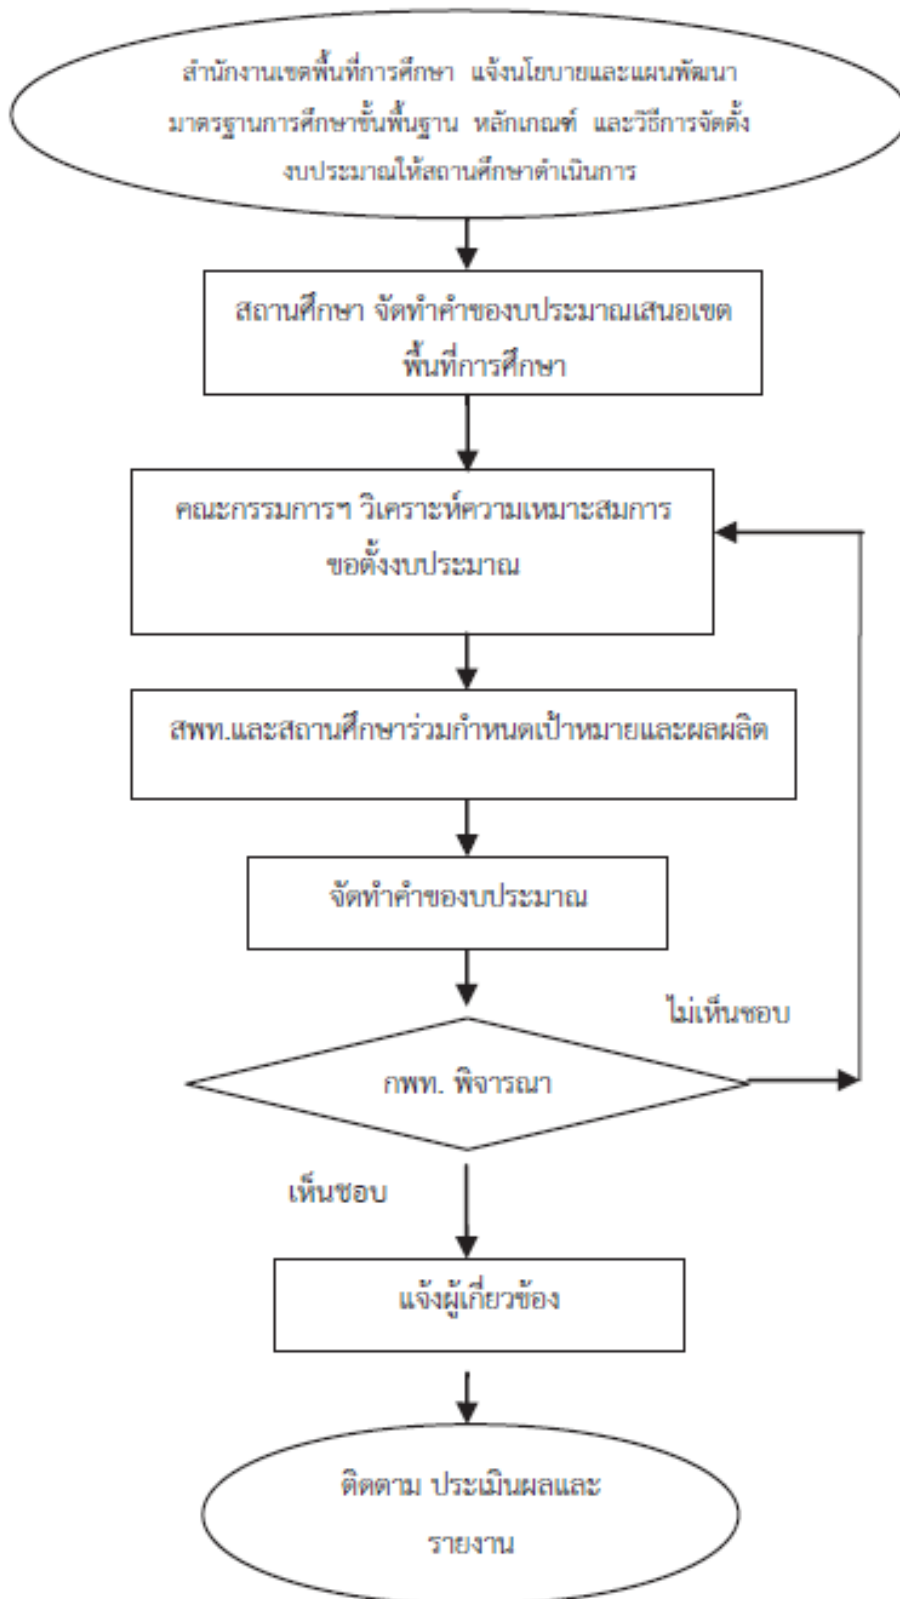 สำนักงานเขตพื้นที่การศึกษา แจ้งนโยบายและแผนพัฒนา
มาตรฐานการศึกษาขั้นพื้นฐาน หลักเกณฑ์ และวิธีการจัดตั้ง
งบประมาณให้สถานศึกษาดำเนินการ
สถานศึกษา จัดทำคำของบประมาณเสนอเขต
พื้นที่การศึกษา
คณะกรรมการฯ วิเคราะห์ความเหมาะสมการ
ขอตั้งงบประมาณ
สพท.และสถานศึกษาร่วมกำหนดเป้าหมายและผลผลิต
จัดทำคำของบประมาณ
ไม่เห็นชอบ
กพท. พิจารณา
เห็นชอบ
แจ้งผู้เกี่ยวข้อง
ติดตาม ประเมินผลและ
รายงาน